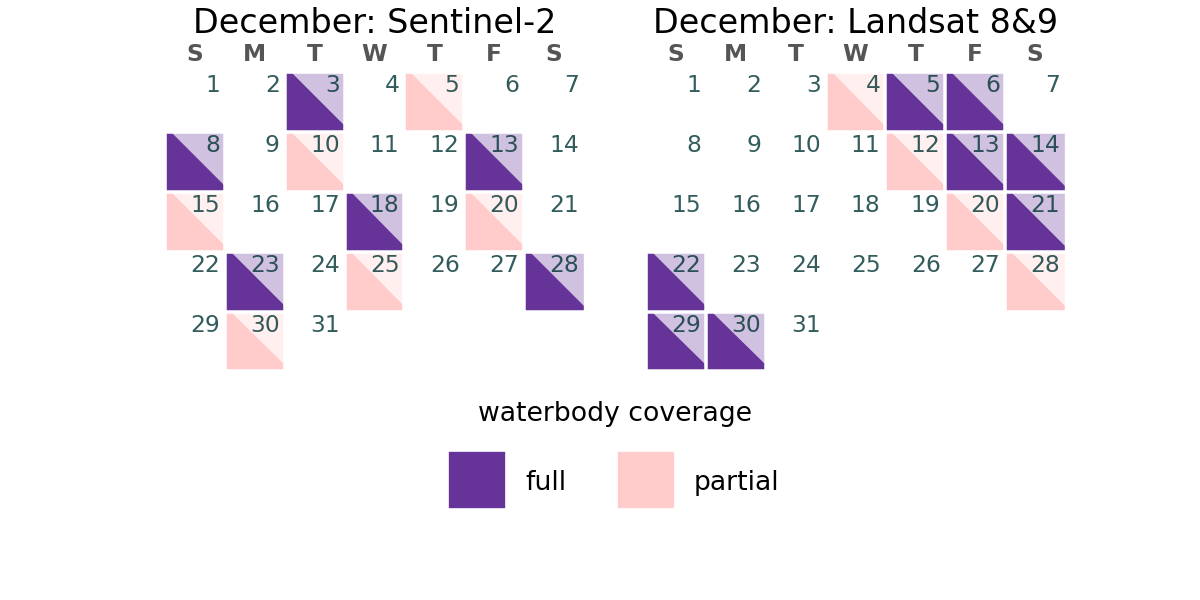 December: Sentinel-2
S M T W T F S
1 2 3 4 5 6 7
8 9 10 11 12 13 14
15 16 17 18 19 20 21
22 23 24 25 26 27 28
29 30 31
December: Landsat 8&9
S M T W T F S
1 2 3 4 5 6 7
8 9 10 11 12 13 14
15 16 17 18 19 20 21
22 23 24 25 26 27 28
29 30 31
waterbody coverage
full partial